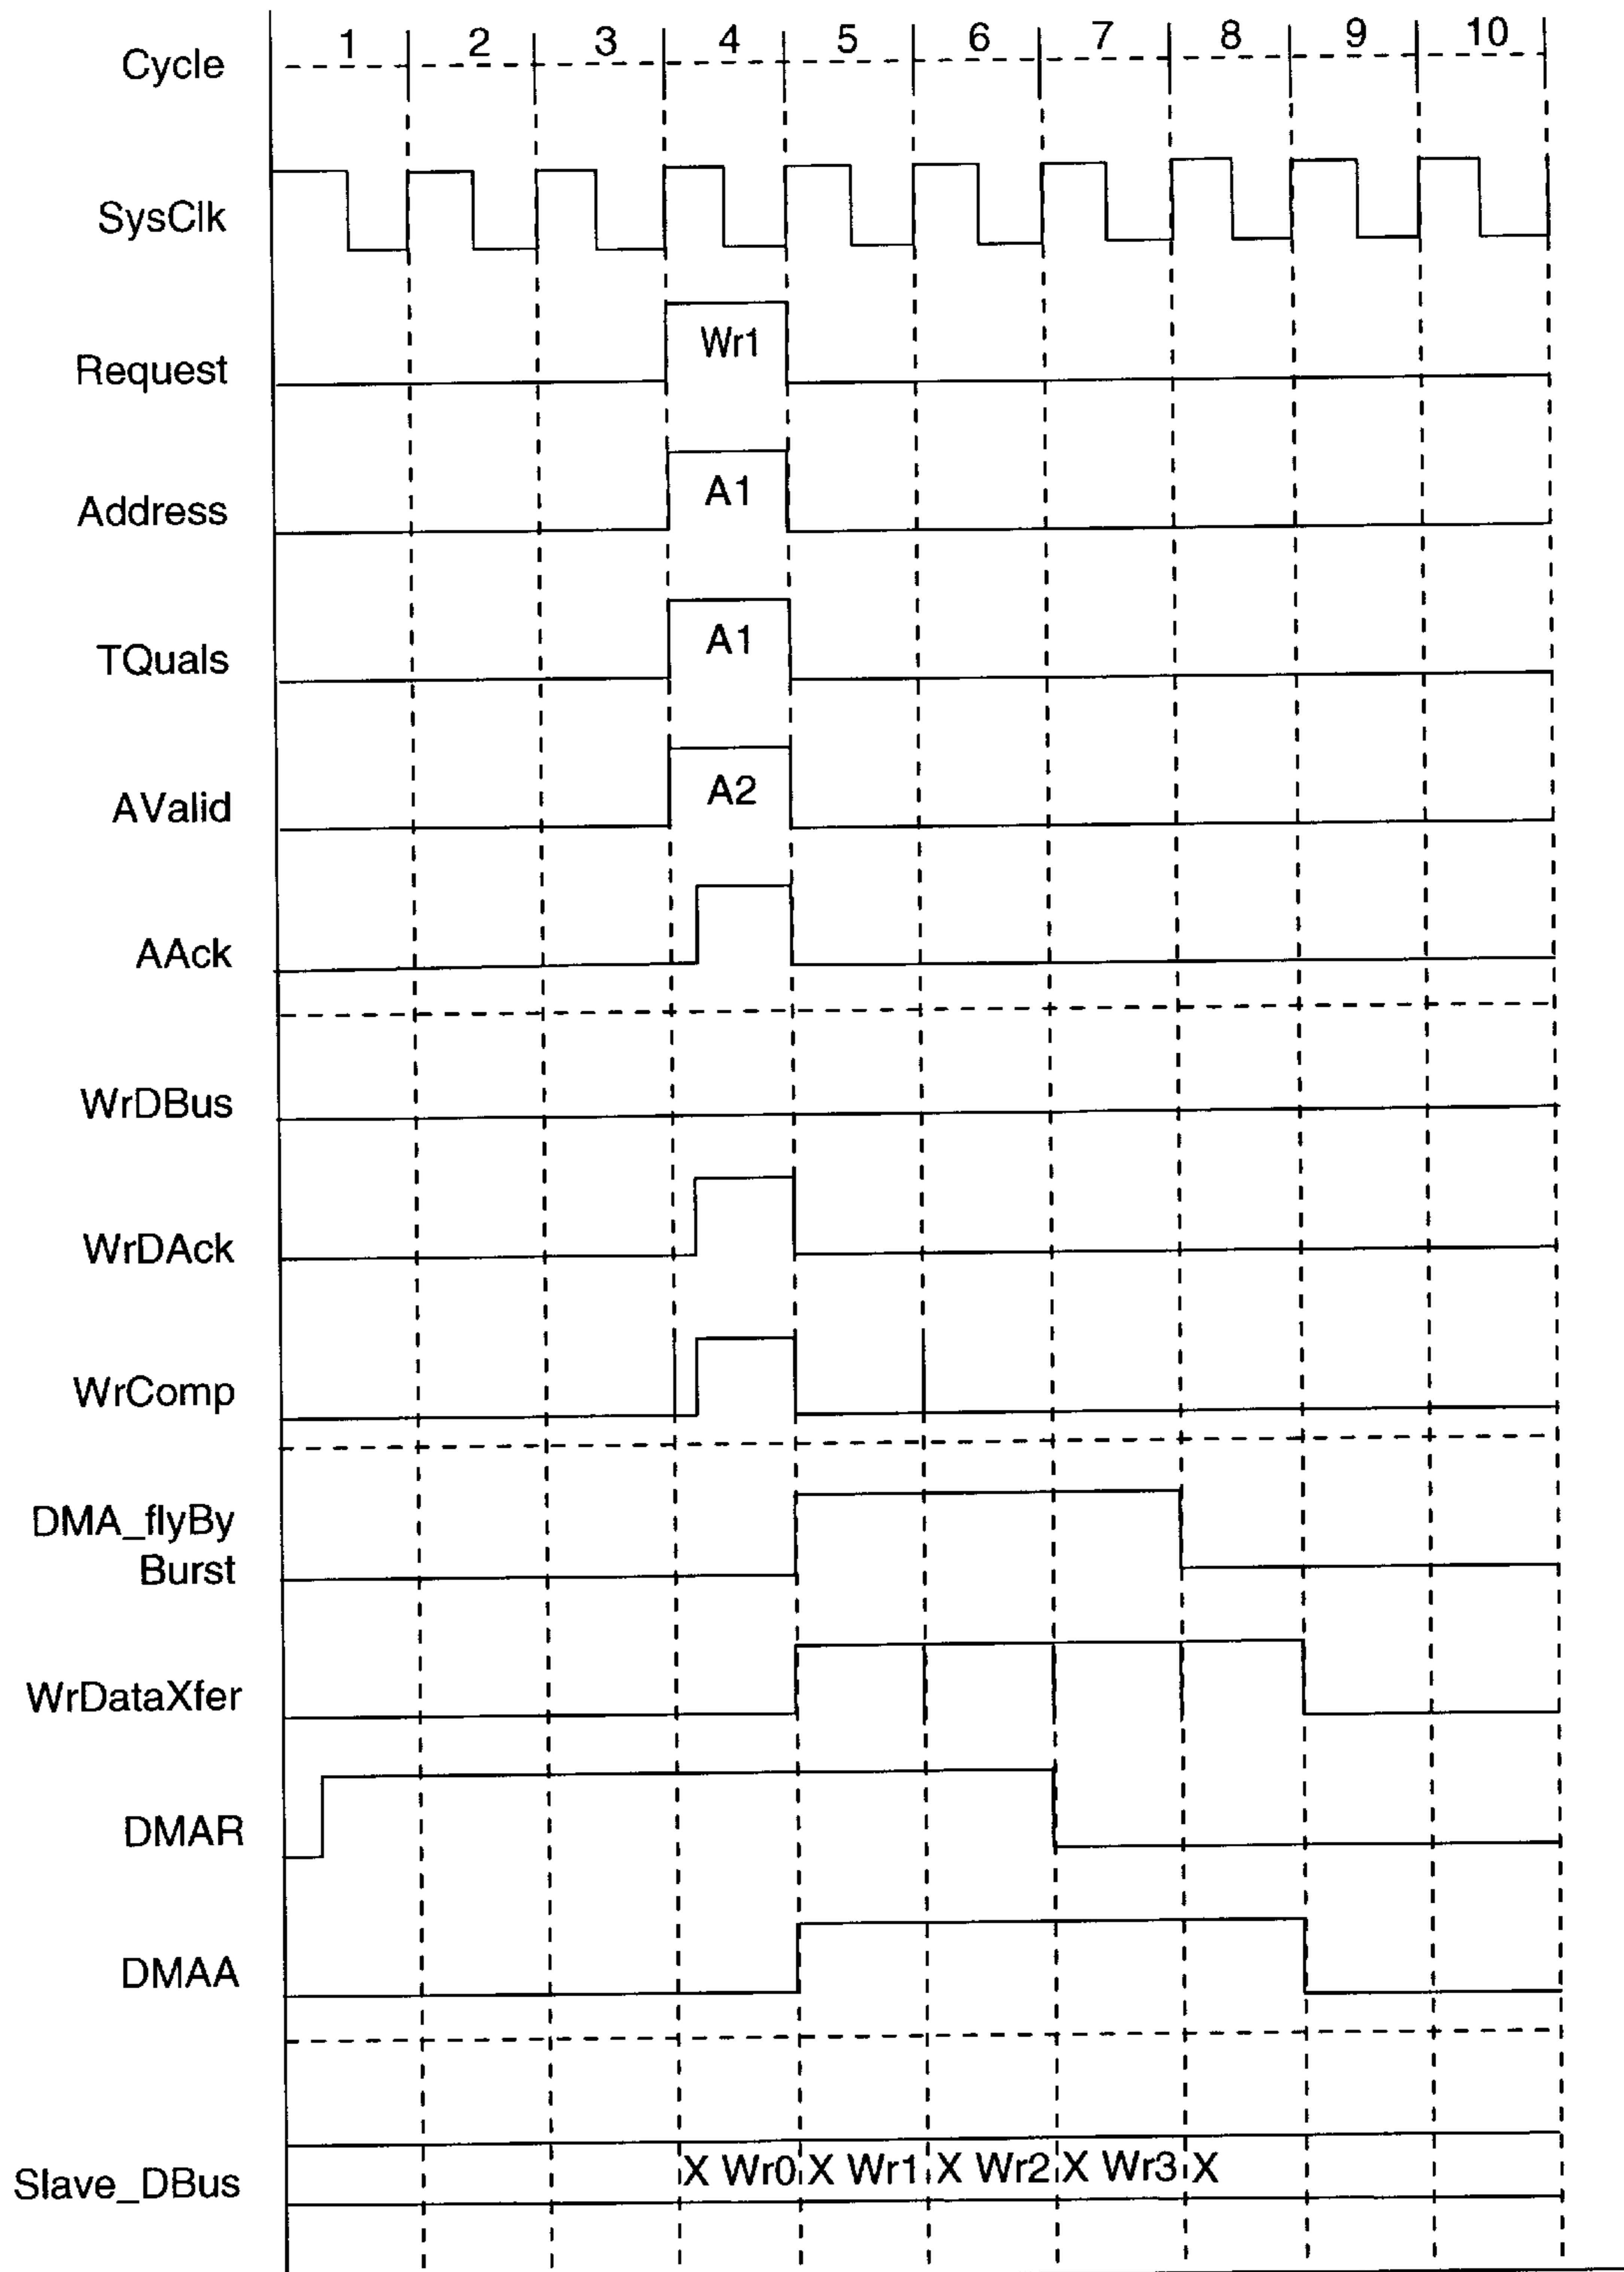 Cycle 1 2 3 4 5 6 7 8 9 10
SysClk
Request Wr1
Address A1
TQuals A1
AValid A2
AAck
WrDBus
WrDAck
WrComp
DMA_flyBy
Burst
WrDataXfer
DMAR
DMAA
Slave_DBus X Wr0 X Wr1 X Wr2 X Wr3 X